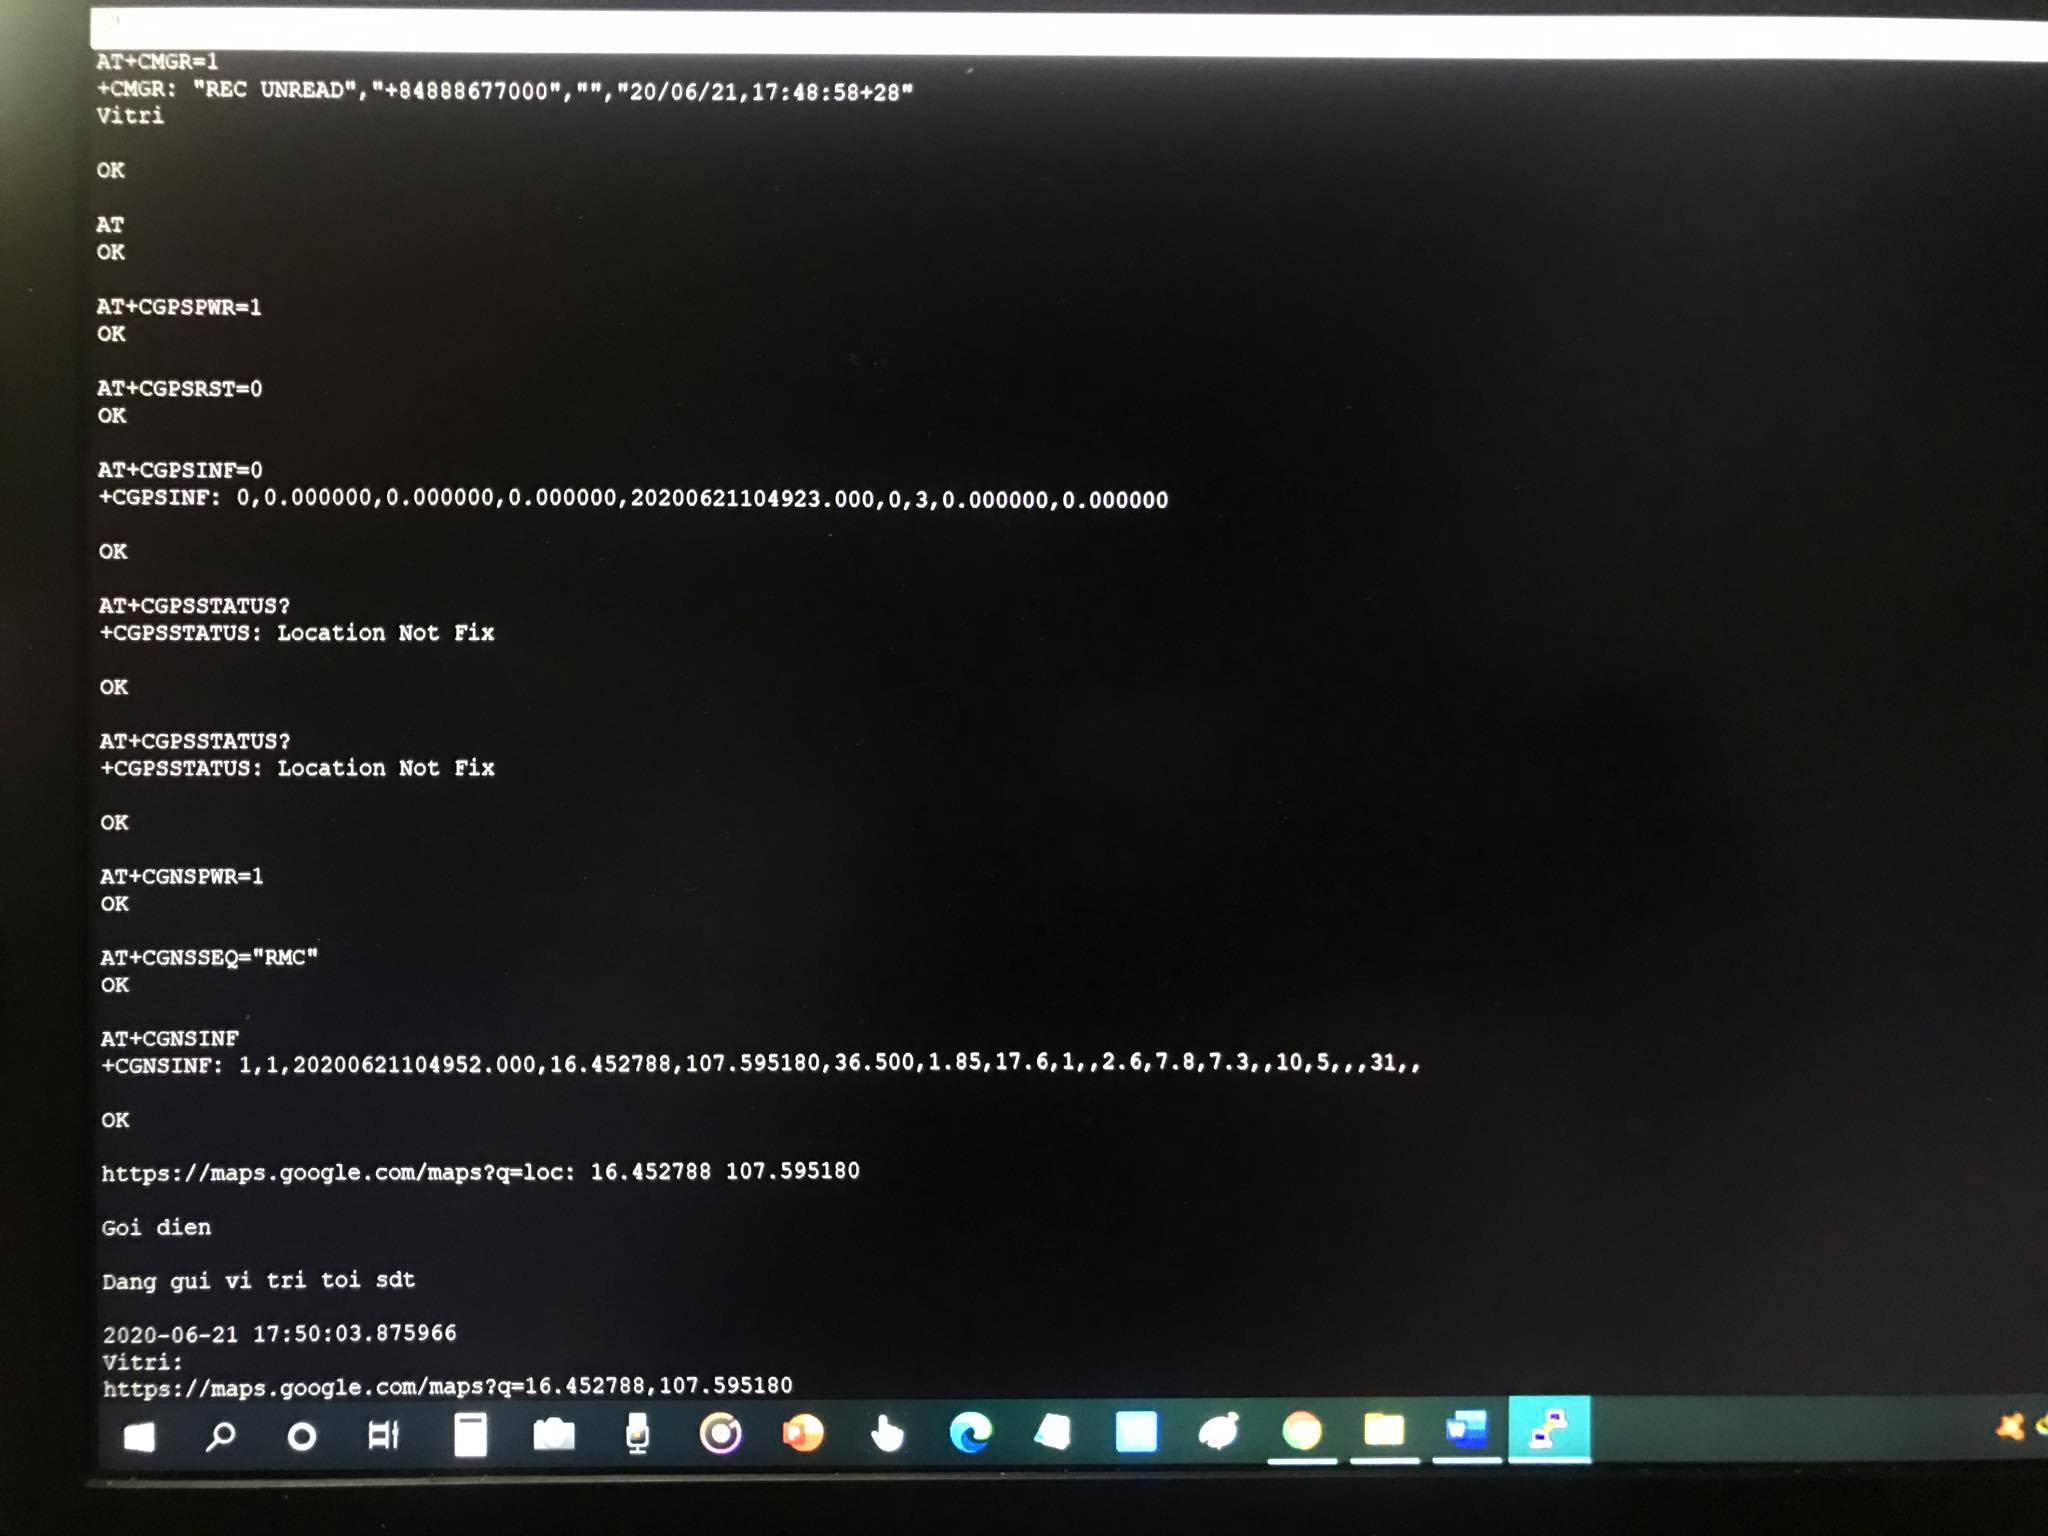 AT+CMGR=1
+CMGR: "REC UNREAD","+84888677000","","20/06/21,17:48:58+28"
Vitri
OK
AT
OK
AT+CGPSPWR=1
OK
AT+CGPSRST=0
OK
AT+CGPSINF=0
+CGPSINF: 0,0.000000,0.000000,0.000000,20200621104923.000,0,3,0.000000,0.000000
OK
AT+CGPSSTATUS?
+CGPSSTATUS: Location Not Fix
OK
AT+CGPSSTATUS?
+CGPSSTATUS: Location Not Fix
OK
AT+CGNSPWR=1
OK
AT+CGNSSEQ="RMC"
OK
AT+CGNSINF
+CGNSINF: 1,1,20200621104952.000,16.452788,107.595180,36.500,1.85,17.6,1,,2.6,7.8,7.3,,10,5,,,31,,
OK
https://maps.google.com/maps?q=loc: 16.452788 107.595180
Goi dien
Dang gui vi tri toi sdt
2020-06-21 17:50:03.875966
Vitri:
https://maps.google.com/maps?q=16.452788,107.595180